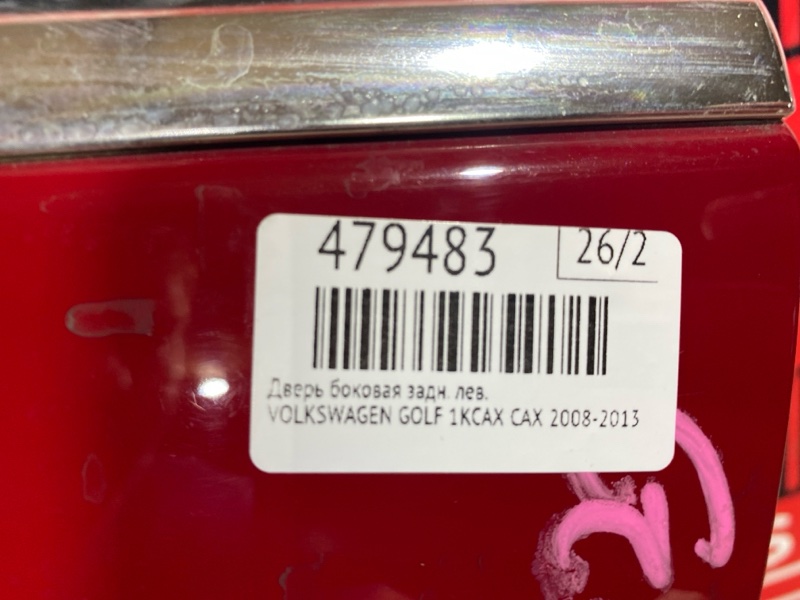 479483
26/2
Дверь боковая задн. лев.
VOLKSWAGEN GOLF 1KCAX CAX 2008-2013